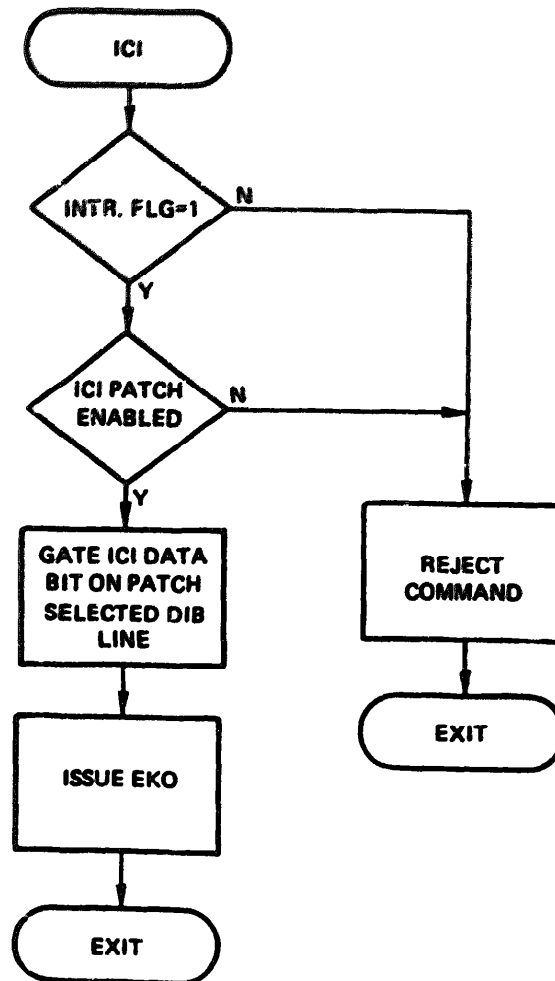 ICI
INTR. FLG=1
N
Y
ICI PATCH
ENABLED
N
Y
GATE ICI DATA
BIT ON PATCH
SELECTED DIB
LINE
REJECT
COMMAND
ISSUE EKO
EXIT
EXIT